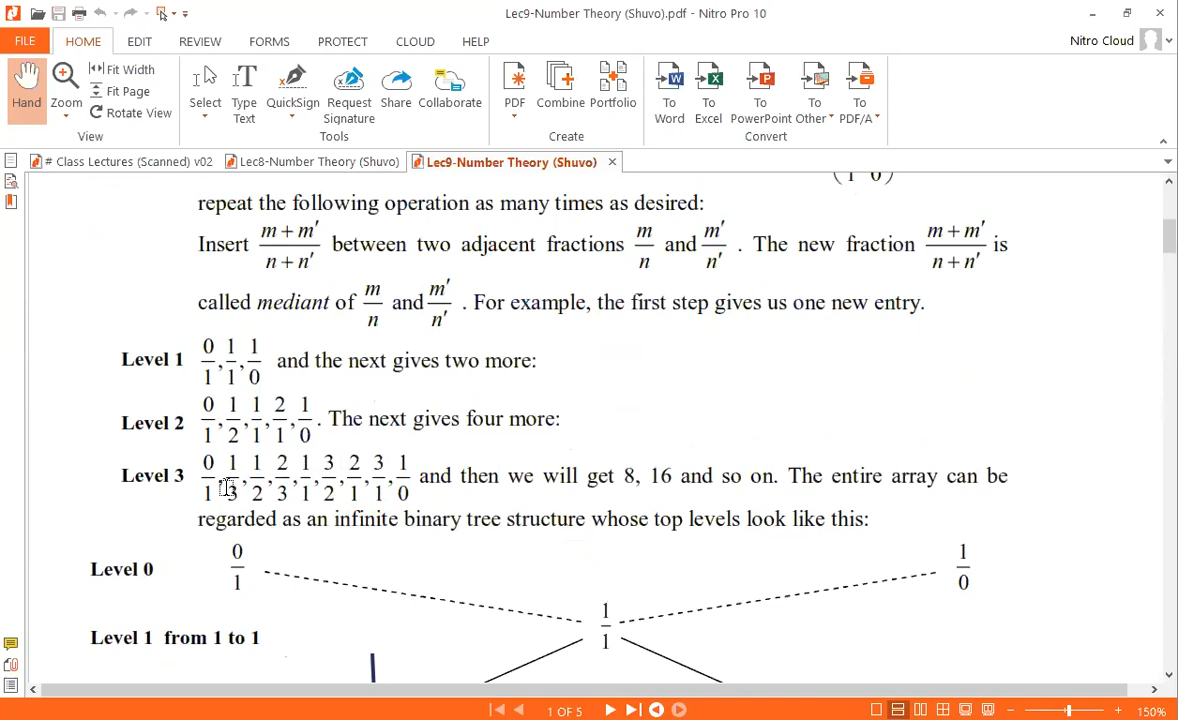 Lec9-Number Theory (Shuvo).pdf - Nitro Pro 10
FILE HOME EDIT REVIEW FORMS PROTECT CLOUD HELP Nitro Cloud
Hand Zoom Fit Width Fit Page Rotate View Select Type Text QuickSign Request Signature Share Collaborate PDF Combine Portfolio To Word To Excel To PowerPoint To Other To PDF/A
View Tools Create Convert
# Class Lectures (Scanned) v02 Lec8-Number Theory (Shuvo) Lec9-Number Theory (Shuvo)
(1 0)
repeat the following operation as many times as desired:
Insert m + m′/n + n′ between two adjacent fractions m/n and m′/n′ . The new fraction m + m′/n + n′ is
called mediant of m/n and m′/n′ . For example, the first step gives us one new entry.
Level 1 0/1, 1/1, 1/0 and the next gives two more:
Level 2 0/1, 1/2, 1/1, 2/1, 1/0 . The next gives four more:
Level 3 0/1, 1/3, 1/2, 2/3, 1/1, 3/2, 2/1, 3/1, 1/0 and then we will get 8, 16 and so on. The entire array can be
regarded as an infinite binary tree structure whose top levels look like this:
Level 0 0/1 1/0
1/1
Level 1 from 1 to 1
1 OF 5 150%